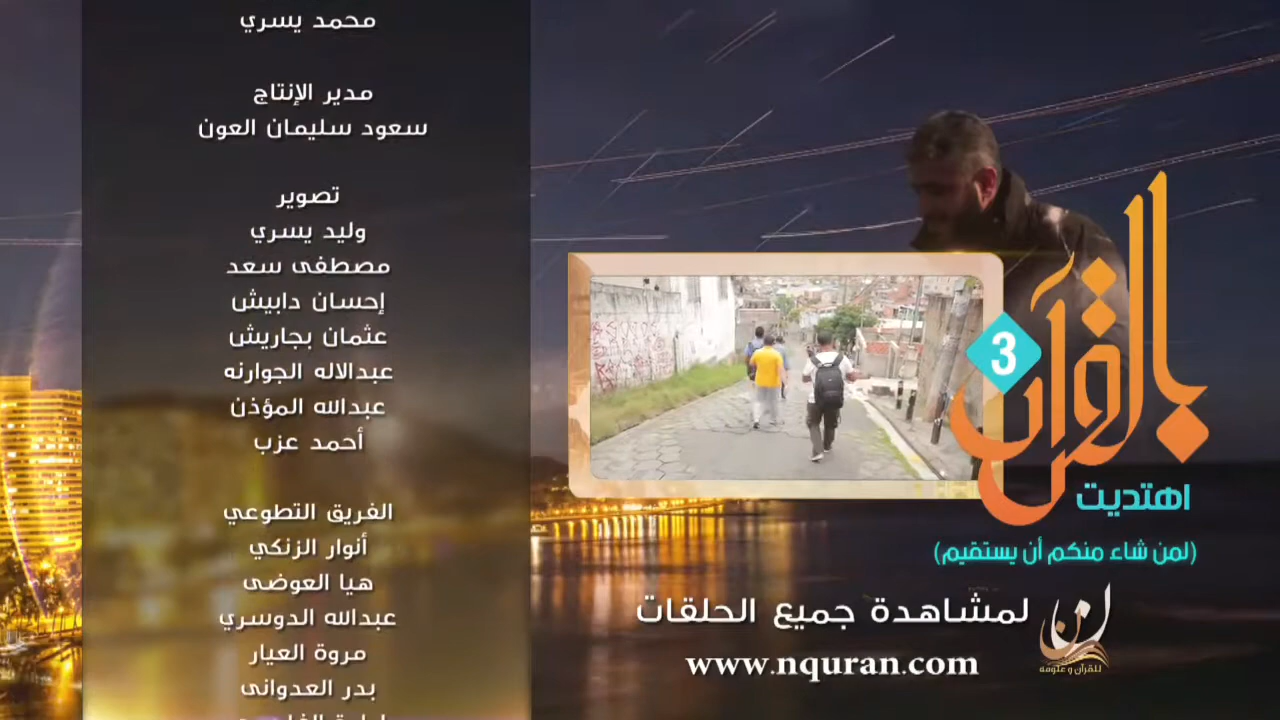 محمد يسري
مدير الإنتاج
سعود سليمان العون
تصوير
وليد يسري
مصطفى سعد
إحسان دابيش
عثمان بجاريش
عبدالاله الجوارنه
عبدالله المؤذن
أحمد عزب
الفريق التطوعي
أنوار الزنكي
هيا العوضى
عبدالله الدوسري
مروة العيار
بدر العدوانى
بالقرآن
3
اهتديت
(لمن شاء منكم أن يستقيم)
لمشاهدة جميع الحلقات
www.nquran.com
ن
للقرآن و علومه